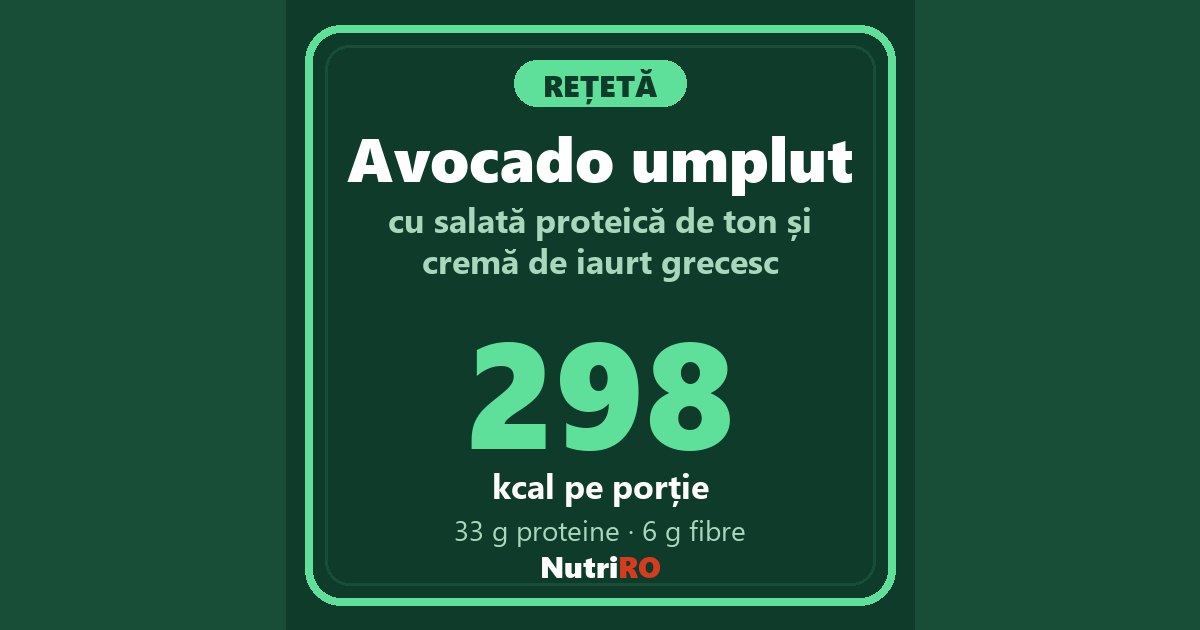 REȚETĂ
Avocado umplut
cu salată proteică de ton și
cremă de iaurt grecesc
298
kcal pe porție
33 g proteine · 6 g fibre
NutriRO